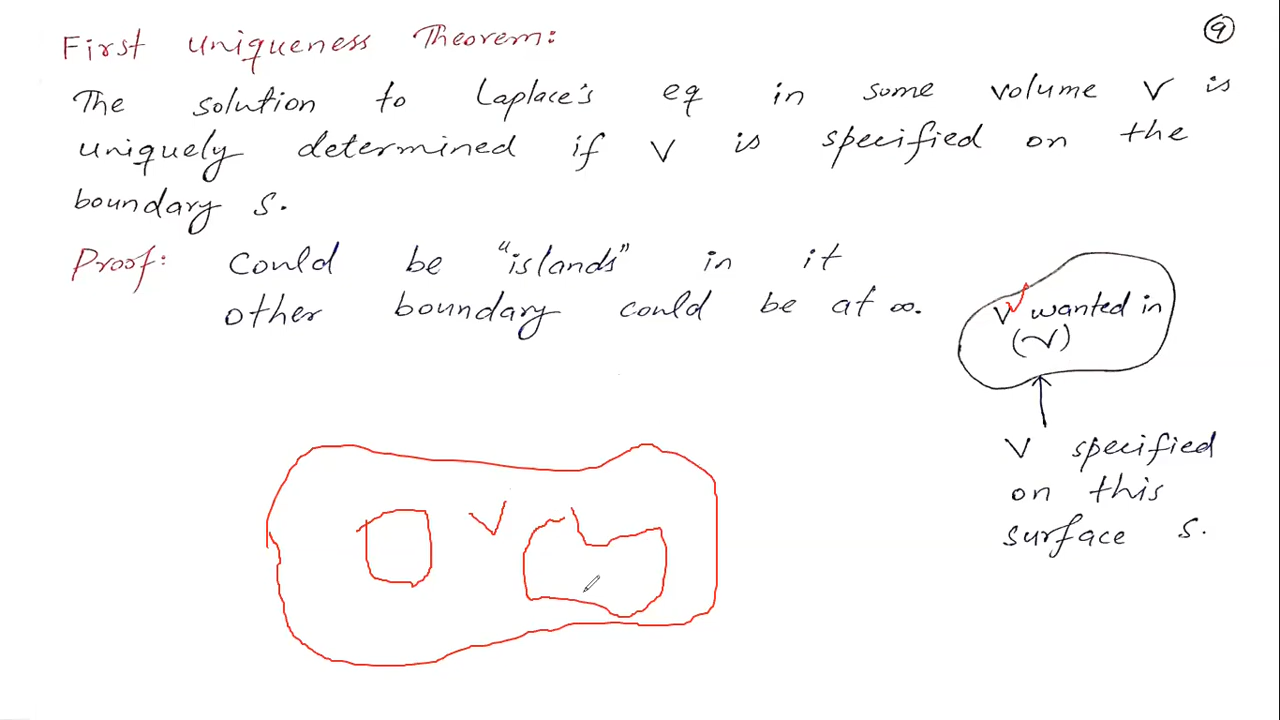 9
First Uniqueness Theorem:
The solution to Laplace's eq in some volume V is
uniquely determined if V is specified on the
boundary S.
Proof: Could be "islands" in it
other boundary could be at ∞.
V wanted in
(V)
V specified
on this
surface S.
V